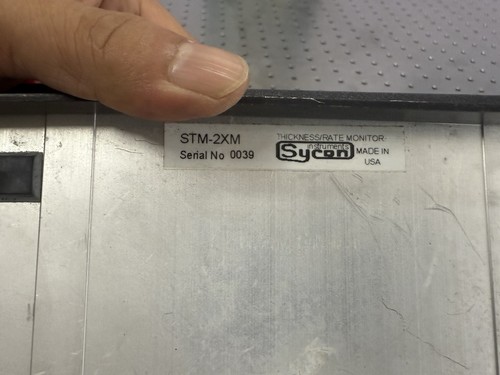 STM-2XM
Serial No 0039
THICKNESS/RATE MONITOR
Sycon
instruments
MADE IN
USA